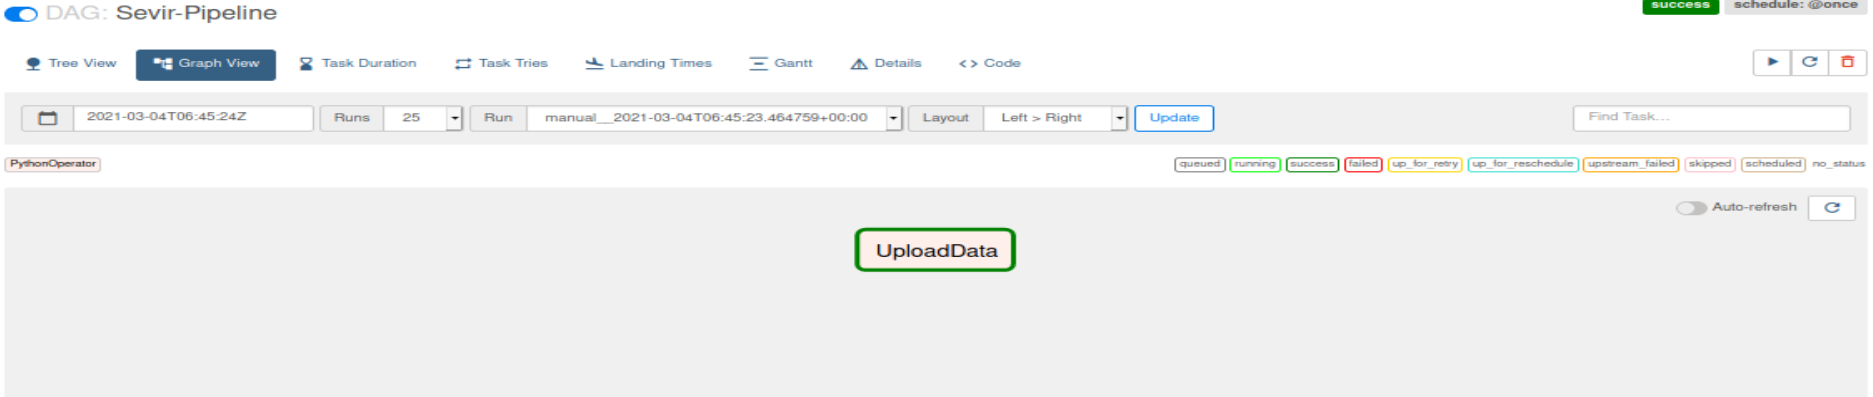 DAG: Sevir-Pipeline success schedule: @once
Tree View Graph View Task Duration Task Tries Landing Times Gantt Details <> Code
2021-03-04T06:45:24Z Runs 25 Run manual__2021-03-04T06:45:23.464759+00:00 Layout Left > Right Update Find Task...
PythonOperator queued running success failed up_for_retry up_for_reschedule upstream_failed skipped scheduled no_status
Auto-refresh
UploadData